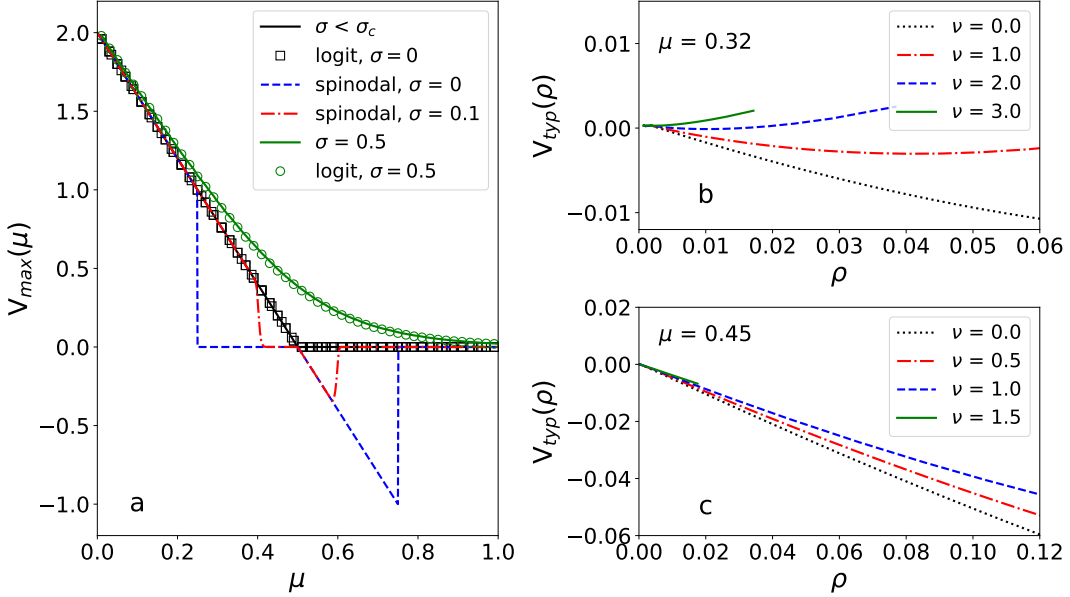 2.0
1.5
1.0
0.5
0.0
−0.5
−1.0
V_max(μ)
0.0 0.2 0.4 0.6 0.8 1.0
μ
σ < σ_c
logit, σ = 0
spinodal, σ = 0
spinodal, σ = 0.1
σ = 0.5
logit, σ = 0.5
a
0.01
0.00
−0.01
V_typ(ρ)
μ = 0.32
ν = 0.0
ν = 1.0
ν = 2.0
ν = 3.0
b
0.00 0.01 0.02 0.03 0.04 0.05 0.06
ρ
0.02
0.00
−0.02
−0.04
−0.06
V_typ(ρ)
μ = 0.45
ν = 0.0
ν = 0.5
ν = 1.0
ν = 1.5
c
0.00 0.02 0.04 0.06 0.08 0.10 0.12
ρ